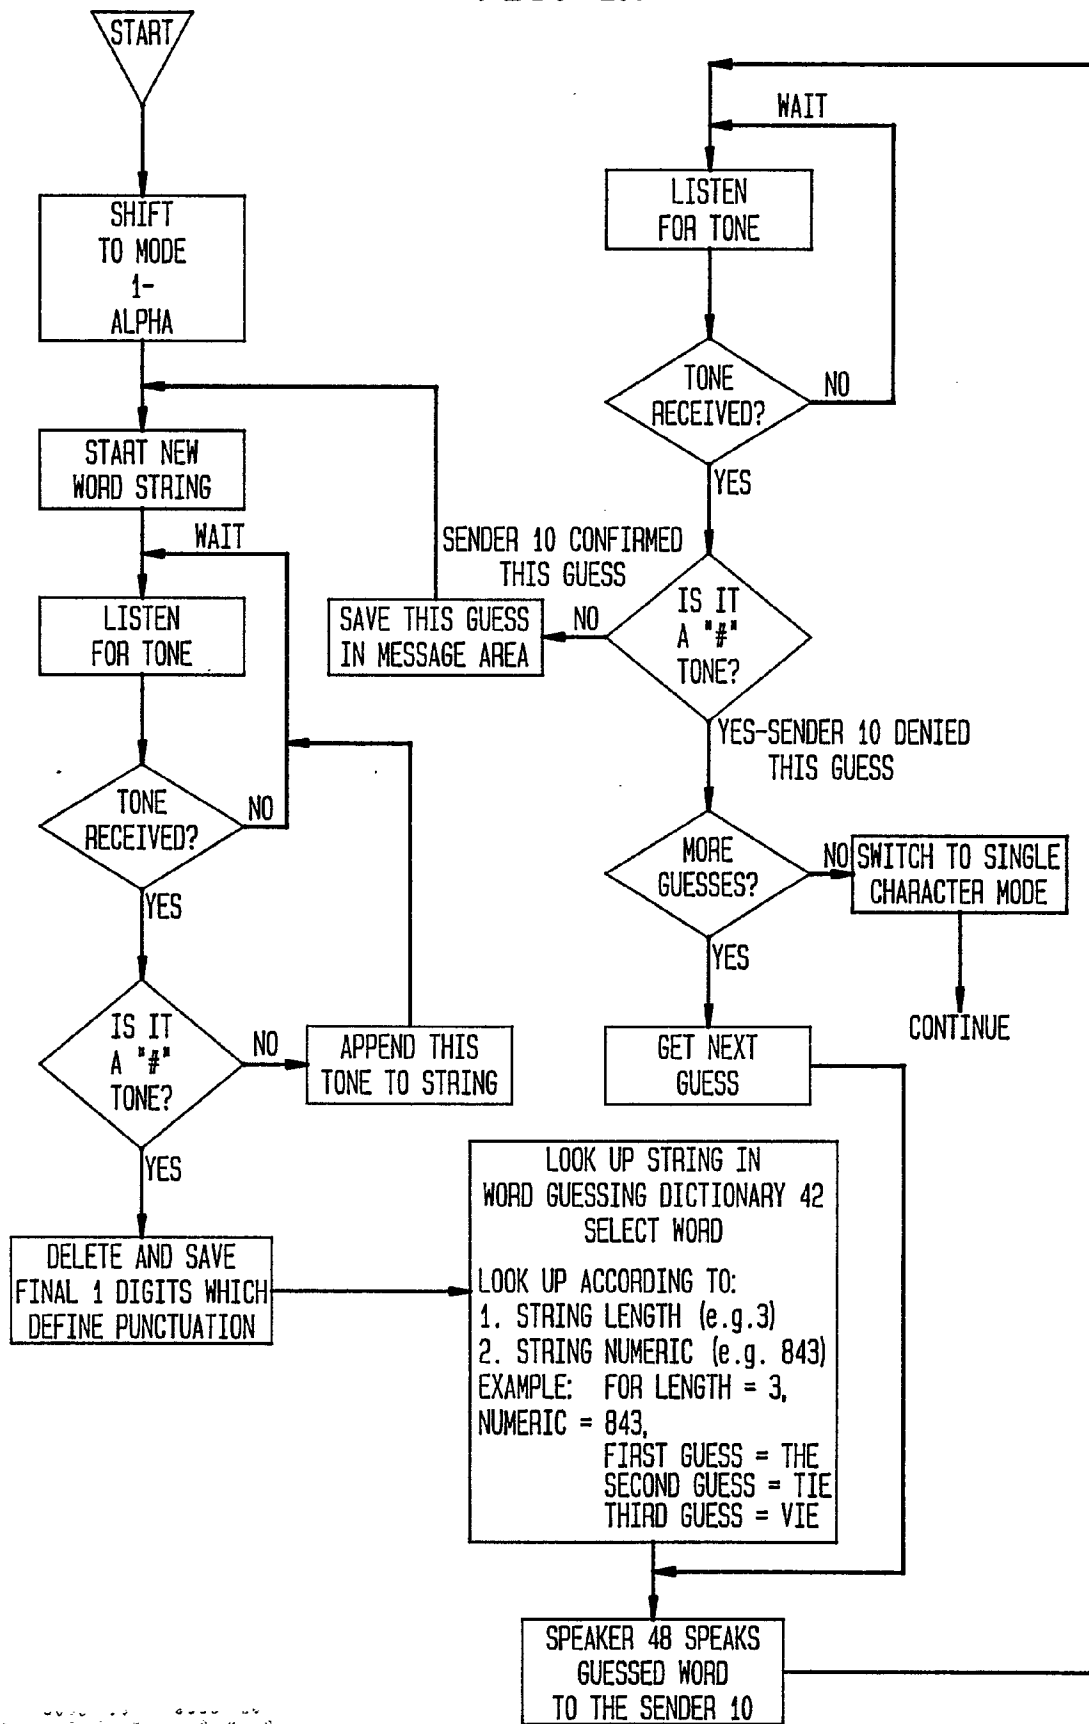 START
SHIFT
TO MODE
1-
ALPHA
START NEW
WORD STRING
WAIT
LISTEN
FOR TONE
TONE
RECEIVED?
NO
YES
IS IT
A "#"
TONE?
NO
APPEND THIS
TONE TO STRING
YES
DELETE AND SAVE
FINAL 1 DIGITS WHICH
DEFINE PUNCTUATION
LOOK UP STRING IN
WORD GUESSING DICTIONARY 42
SELECT WORD
LOOK UP ACCORDING TO:
1. STRING LENGTH (e.g.3)
2. STRING NUMERIC (e.g. 843)
EXAMPLE: FOR LENGTH = 3,
NUMERIC = 843,
FIRST GUESS = THE
SECOND GUESS = TIE
THIRD GUESS = VIE
SPEAKER 48 SPEAKS
GUESSED WORD
TO THE SENDER 10
WAIT
LISTEN
FOR TONE
TONE
RECEIVED?
NO
YES
IS IT
A "#"
TONE?
NO
SENDER 10 CONFIRMED
THIS GUESS
SAVE THIS GUESS
IN MESSAGE AREA
YES-SENDER 10 DENIED
THIS GUESS
MORE
GUESSES?
NO
SWITCH TO SINGLE
CHARACTER MODE
CONTINUE
YES
GET NEXT
GUESS